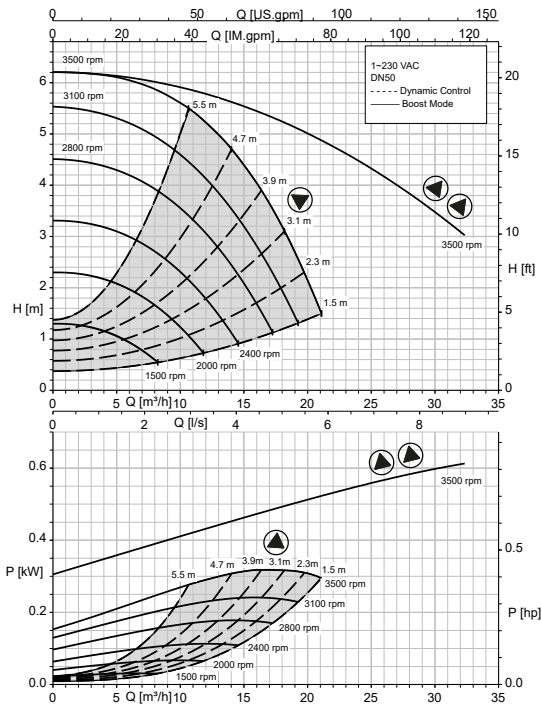 0 50 100 150
Q [US.gpm]
0 40 80 120
Q [IM.gpm]
3500 rpm
3100 rpm
2800 rpm
1~230 VAC
DN50
----- Dynamic Control
—— Boost Mode
6
5
4
3
2
1
0
H [m]
20
15
10
5
0
H [ft]
5.5 m
4.7 m
3.9 m
3.1 m
2.3 m
1.5 m
3500 rpm
2400 rpm
2000 rpm
1500 rpm
5 10 15 20 25 30 35
Q [m³/h]
0 2 4 6 8
Q [l/s]
0.6
0.4
0.2
0.0
P [kW]
0.5
0.0
P [hp]
3500 rpm
5.5 m
4.7 m
3.9m
3.1m
2.3m
1.5 m
3500 rpm
3100 rpm
2800 rpm
2400 rpm
2000 rpm
1500 rpm
0 5 10 15 20 25 30 35
Q [m³/h]